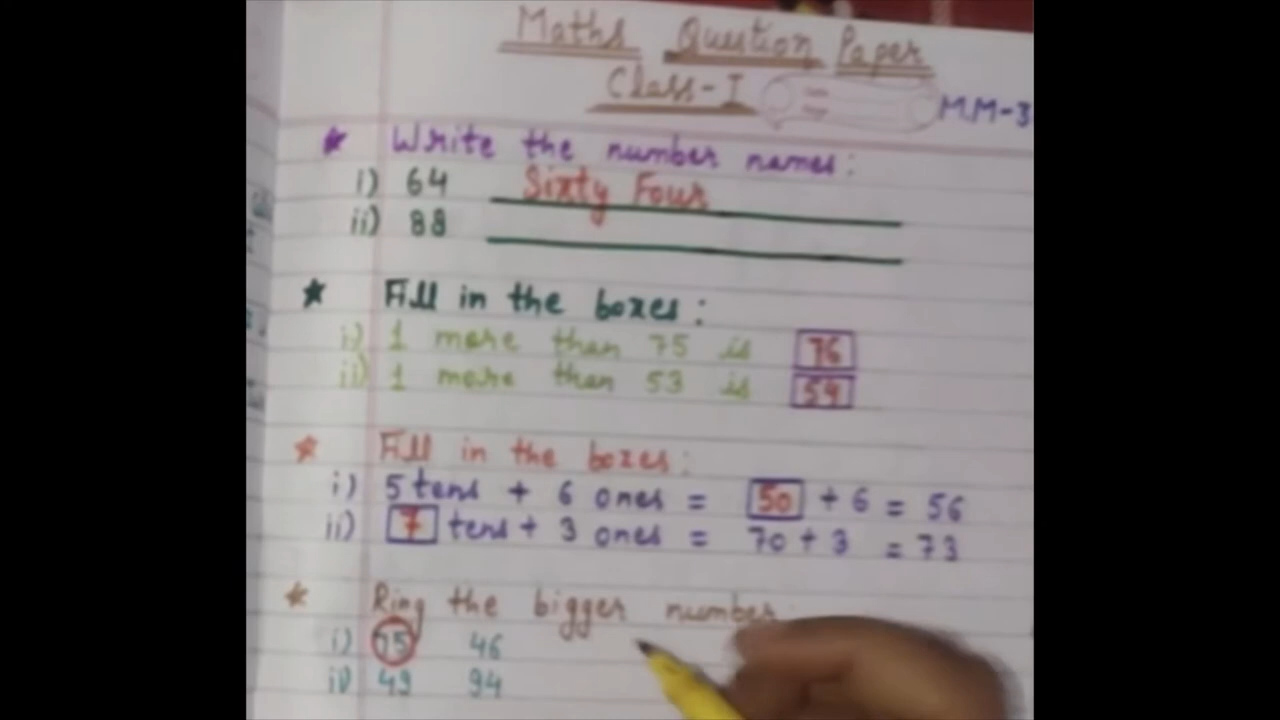 Maths Question Paper
Class-I
M.M-3
★ Write the number names:
i) 64 Sixty Four
ii) 88
★ Fill in the boxes:
i) 1 more than 75 is 76
ii) 1 more than 53 is 54
★ Fill in the boxes:
i) 5 tens + 6 ones = 50 + 6 = 56
ii) 7 tens + 3 ones = 70 + 3 = 73
★ Ring the bigger number
i) 75 46
ii) 49 94